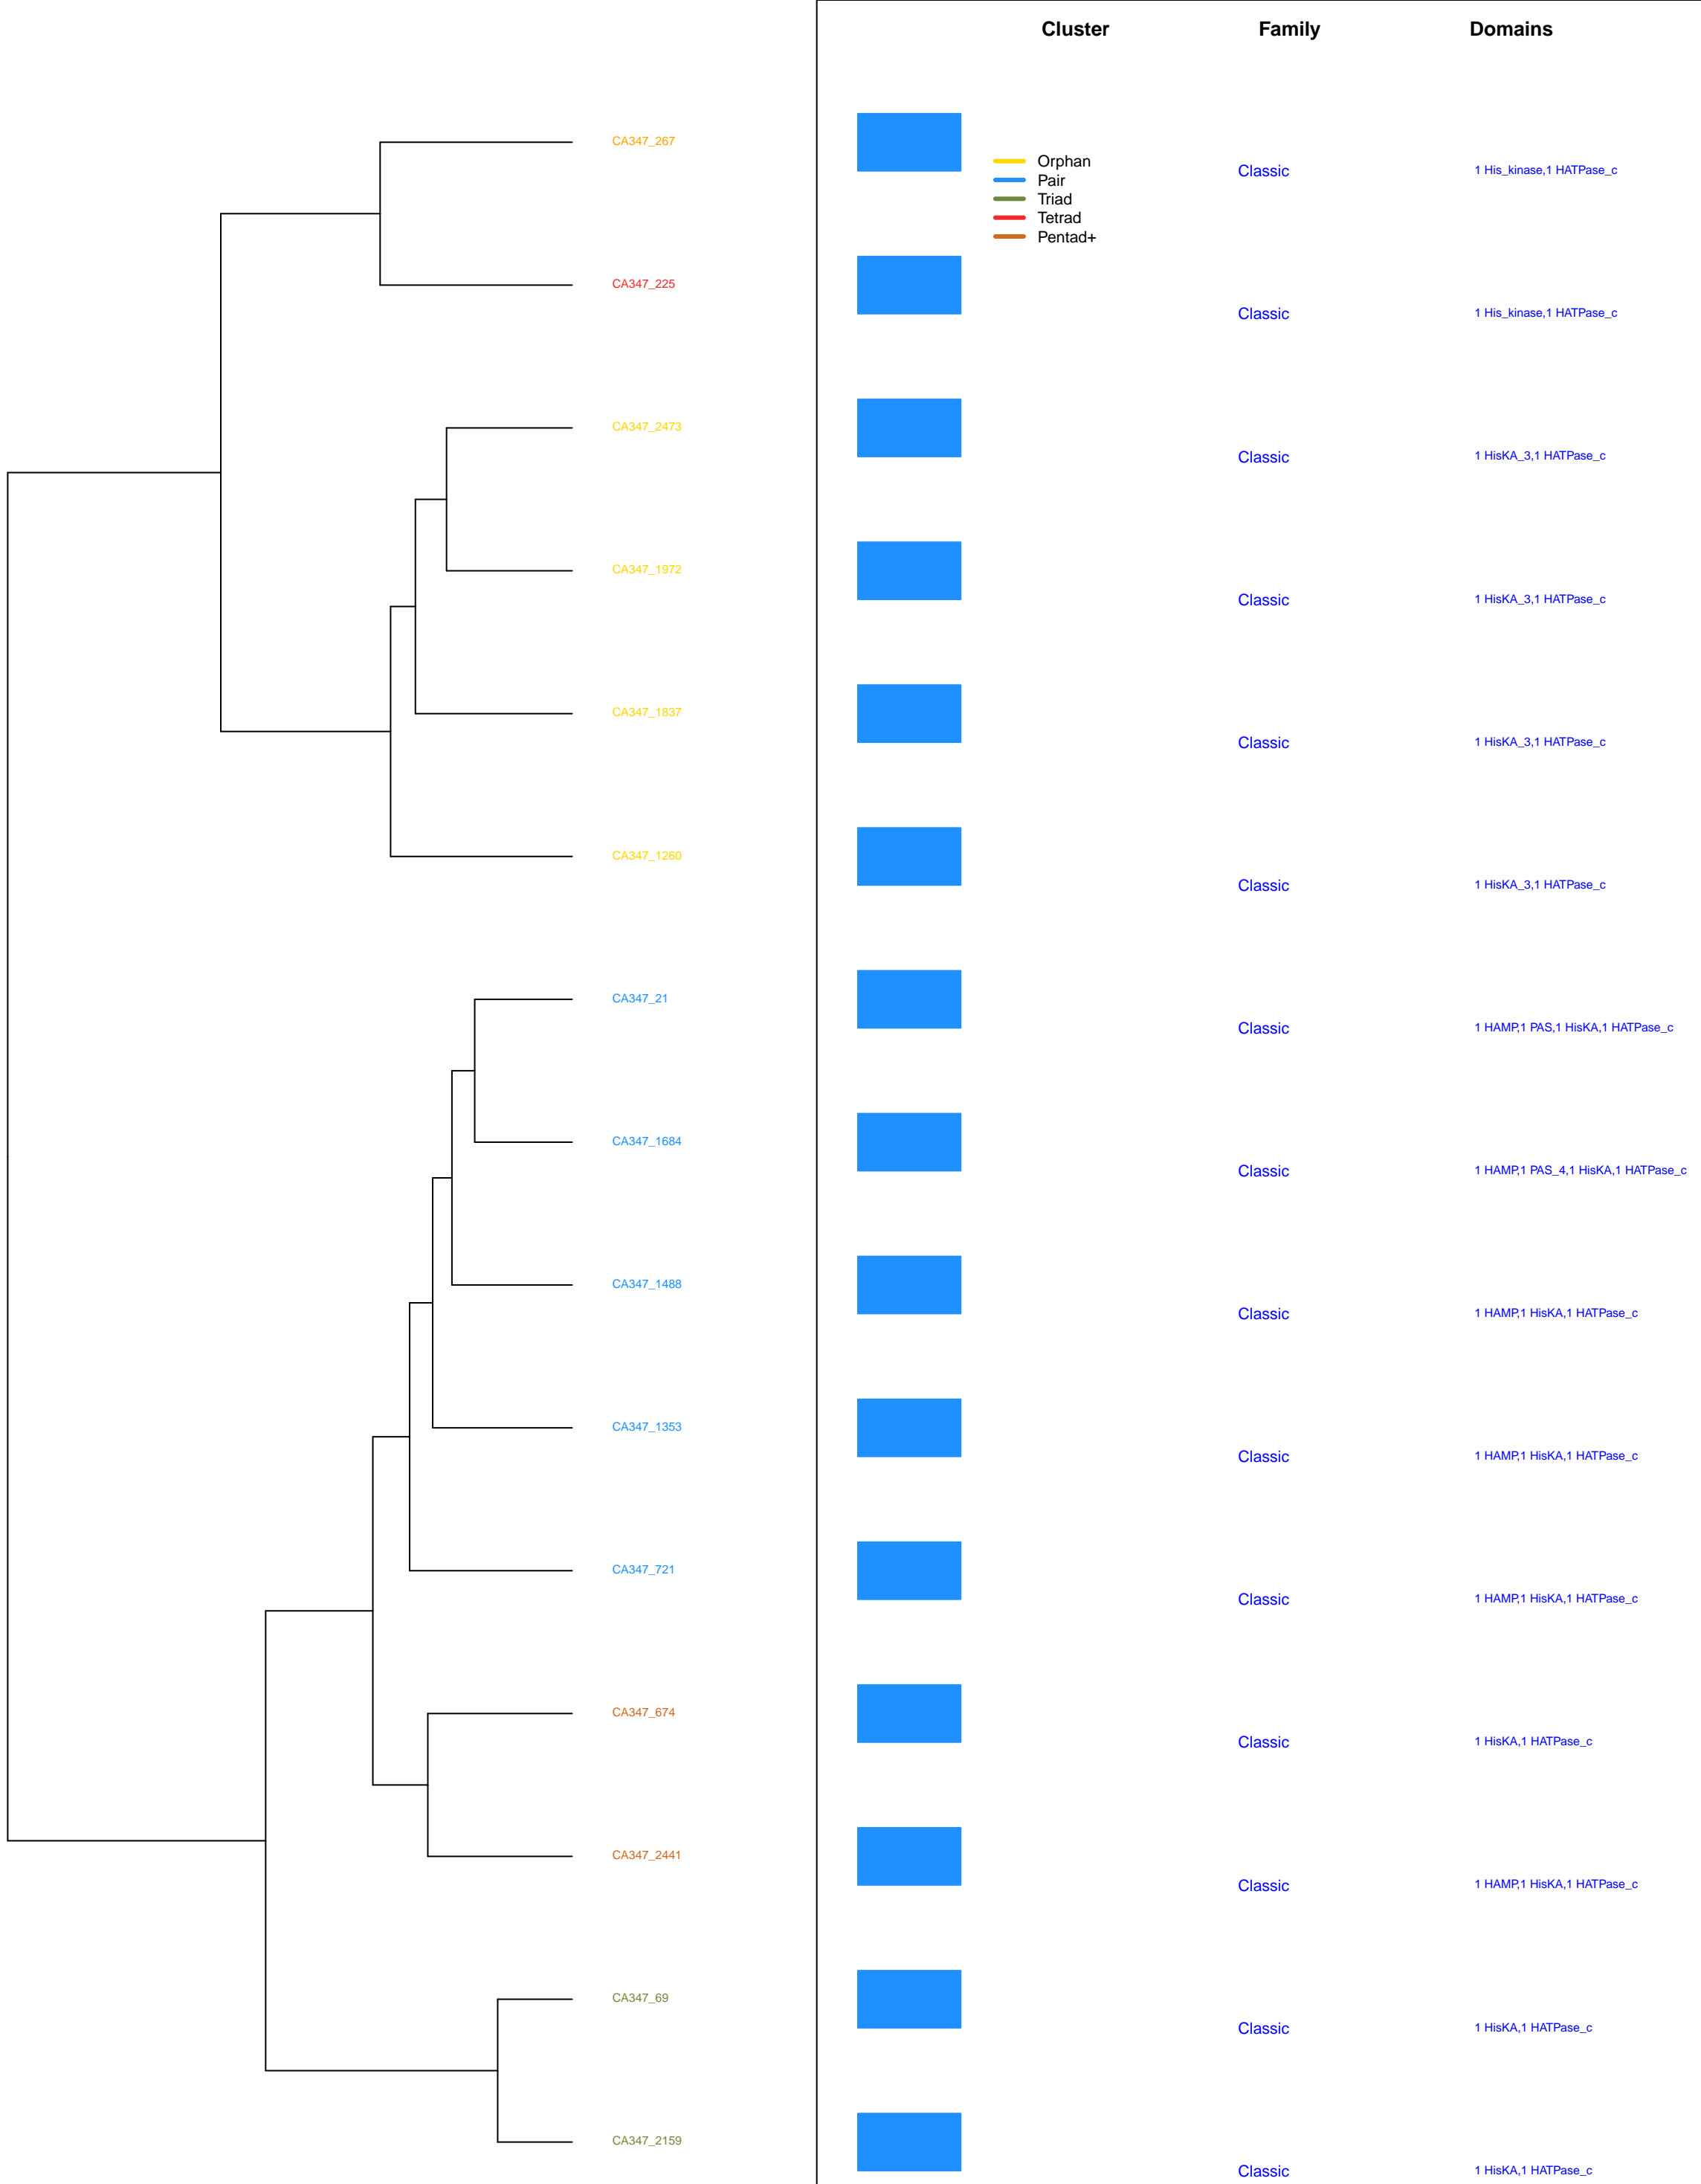 Cluster Family Domains
CA347_267
Orphan
Pair
Triad
Tetrad
Pentad+
Classic 1 His_kinase,1 HATPase_c
CA347_225
Classic 1 His_kinase,1 HATPase_c
CA347_2473
Classic 1 HisKA_3,1 HATPase_c
CA347_1972
Classic 1 HisKA_3,1 HATPase_c
CA347_1837
Classic 1 HisKA_3,1 HATPase_c
CA347_1260
Classic 1 HisKA_3,1 HATPase_c
CA347_21
Classic 1 HAMP,1 PAS,1 HisKA,1 HATPase_c
CA347_1684
Classic 1 HAMP,1 PAS_4,1 HisKA,1 HATPase_c
CA347_1488
Classic 1 HAMP,1 HisKA,1 HATPase_c
CA347_1353
Classic 1 HAMP,1 HisKA,1 HATPase_c
CA347_721
Classic 1 HAMP,1 HisKA,1 HATPase_c
CA347_674
Classic 1 HisKA,1 HATPase_c
CA347_2441
Classic 1 HAMP,1 HisKA,1 HATPase_c
CA347_69
Classic 1 HisKA,1 HATPase_c
CA347_2159
Classic 1 HisKA,1 HATPase_c